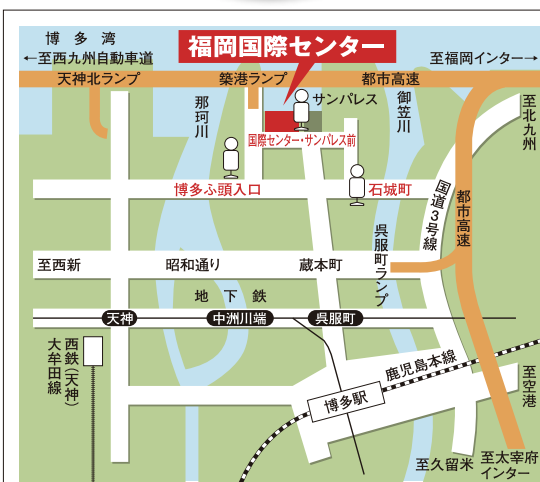 博多湾
←至西九州自動車道
福岡国際センター
至福岡インター→
天神北ランプ
築港ランプ
都市高速
サンパレス
那珂川
御笠川
至北九州
国際センター・サンパレス前
博多ふ頭入口
石城町
国道3号線
都市高速
呉服町ランプ
至西新
昭和通り
蔵本町
地下鉄
天神
中洲川端
呉服町
西鉄(天神)
大牟田線
鹿児島本線
博多駅
至空港
至久留米
至太宰府
インター